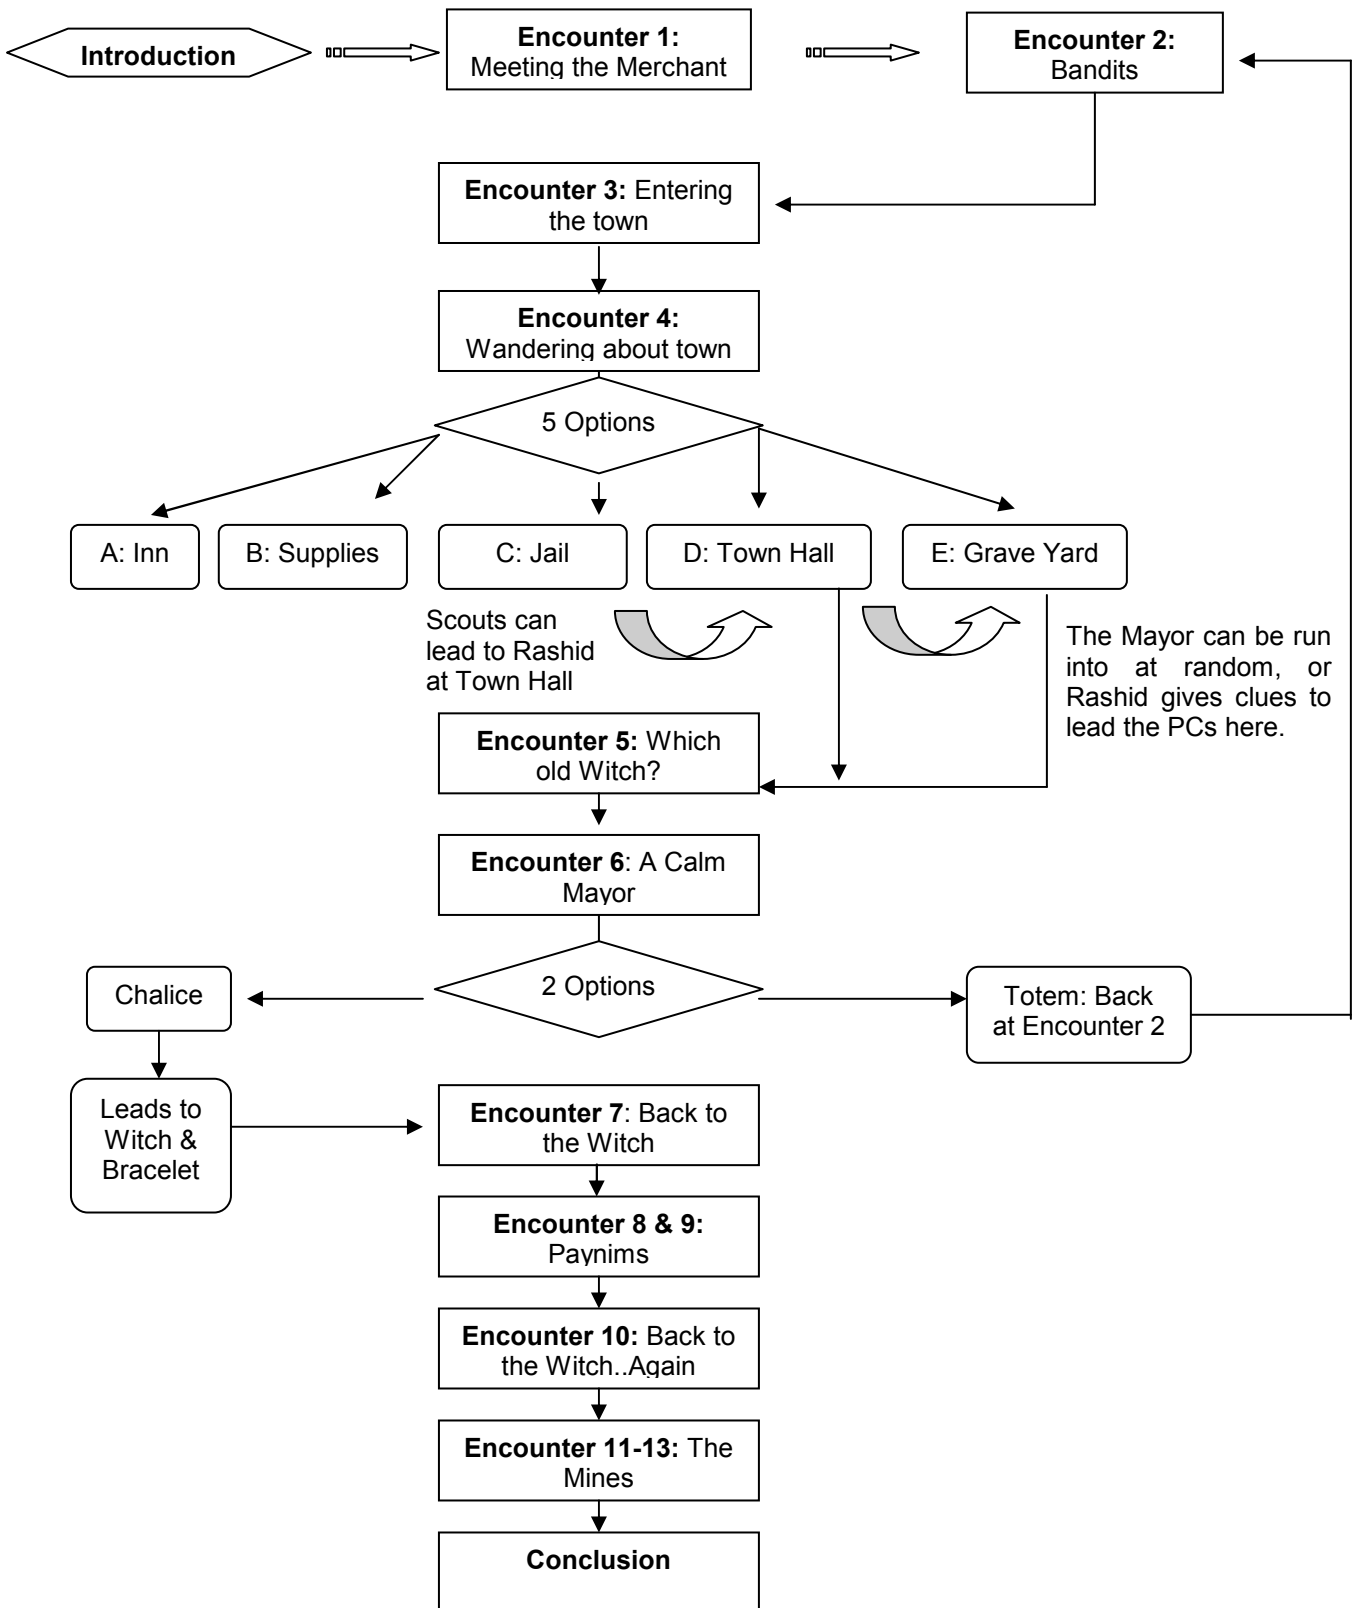 Introduction
Encounter 1:
Meeting the Merchant
Encounter 2:
Bandits
Encounter 3: Entering
the town
Encounter 4:
Wandering about town
5 Options
A: Inn
B: Supplies
C: Jail
D: Town Hall
E: Grave Yard
Scouts can
lead to Rashid
at Town Hall
The Mayor can be run
into at random, or
Rashid gives clues to
lead the PCs here.
Encounter 5: Which
old Witch?
Encounter 6: A Calm
Mayor
2 Options
Chalice
Totem: Back
at Encounter 2
Leads to
Witch &
Bracelet
Encounter 7: Back to
the Witch
Encounter 8 & 9:
Paynims
Encounter 10: Back to
the Witch..Again
Encounter 11-13: The
Mines
Conclusion